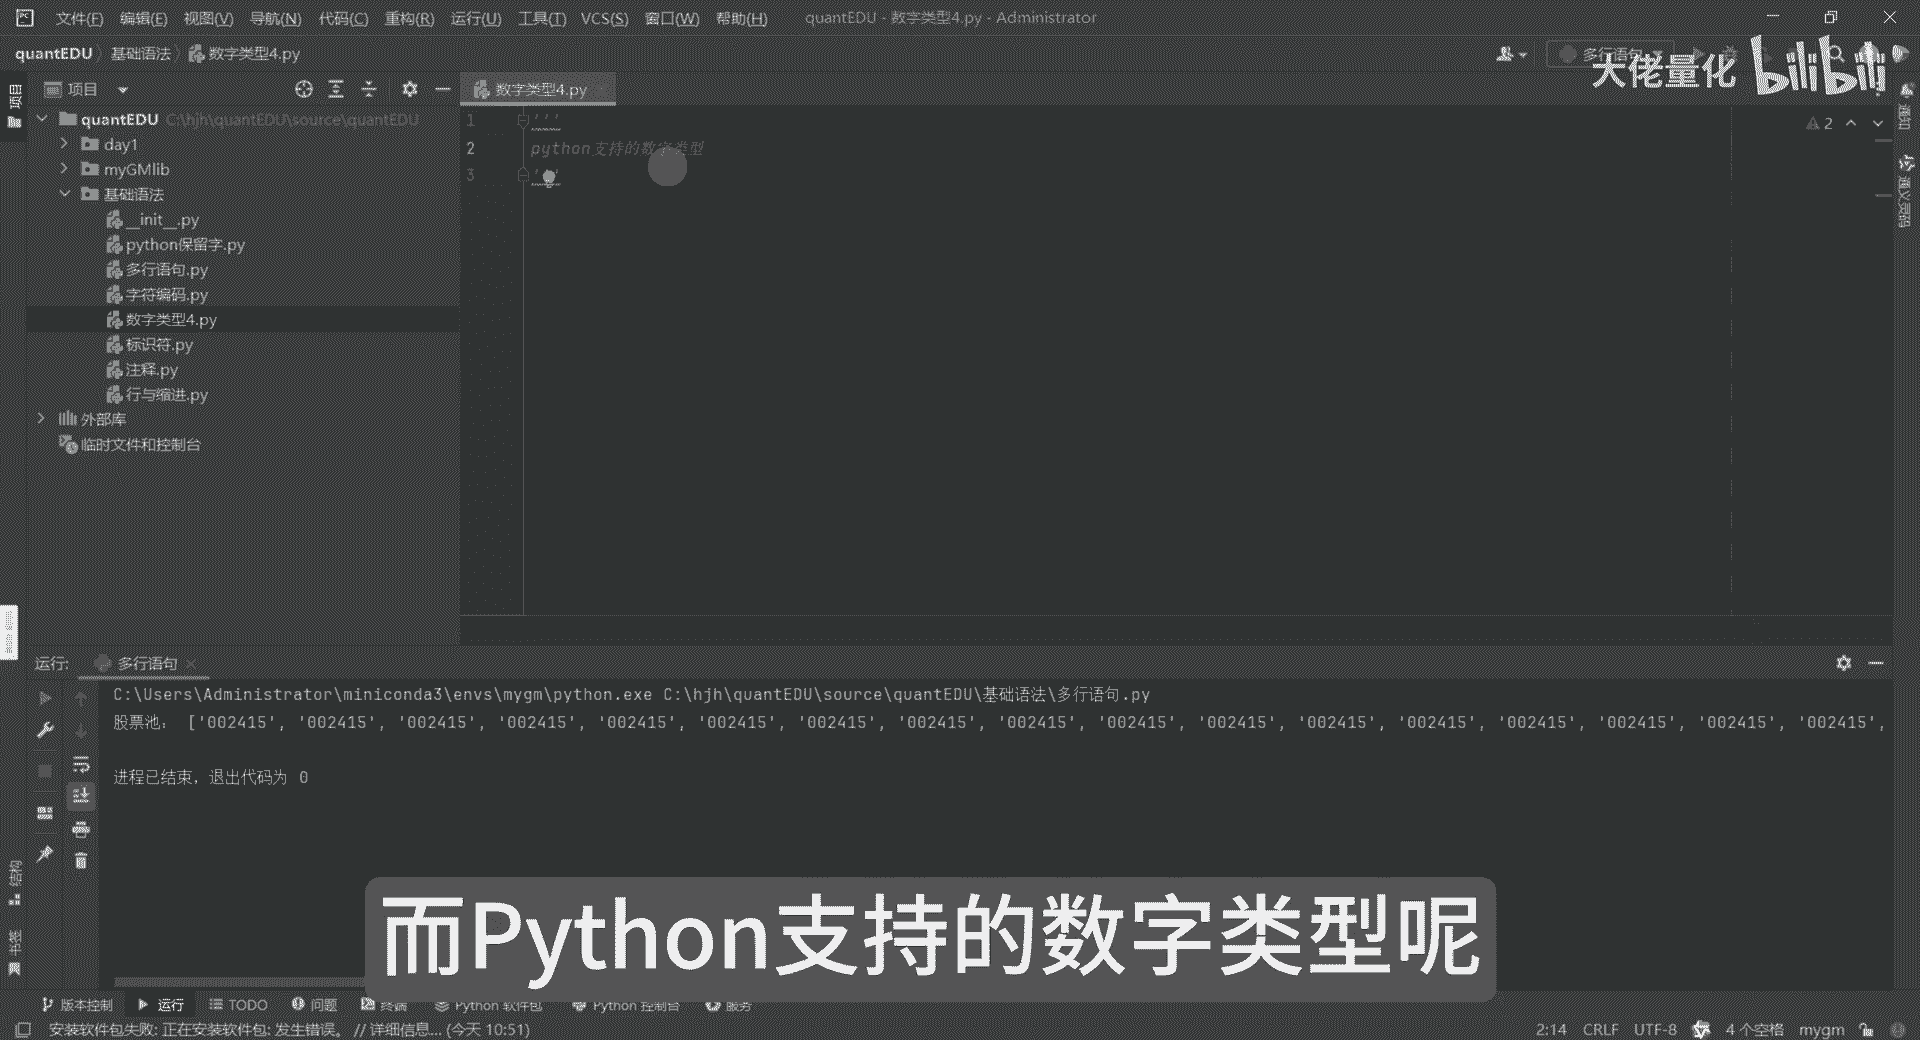 文件(F) 编辑(E) 视图(V) 导航(N) 代码(C) 重构(R) 运行(U) 工具(T) VCS(S) 窗口(W) 帮助(H) quantEDU - 数字类型4.py - Administrator
quantEDU 基础语法 数字类型4.py 多行语句
大佬量化 bilibili
项目
项目
数字类型4.py
通知
通义灵码
quantEDU C:\hjh\quantEDU\source\quantEDU
day1
myGMlib
基础语法
__init__.py
python保留字.py
多行语句.py
字符编码.py
数字类型4.py
标识符.py
注释.py
行与缩进.py
外部库
临时文件和控制台
1 '''
2 python支持的数字类型
3 '''
2
运行: 多行语句
C:\Users\Administrator\miniconda3\envs\mygm\python.exe C:\hjh\quantEDU\source\quantEDU\基础语法\多行语句.py
股票池: ['002415', '002415', '002415', '002415', '002415', '002415', '002415', '002415', '002415', '002415', '002415', '002415', '002415', '002415', '002415', '002415', '002415',
进程已结束，退出代码为 0
结构
书签
而Python支持的数字类型呢
版本控制 运行 TODO 问题 终端 Python 软件包 Python 控制台 服务
安装软件包失败: 正在安装软件包: 发生错误。 // 详细信息... (今天 10:51) 2:14 CRLF UTF-8 4 个空格 mygm